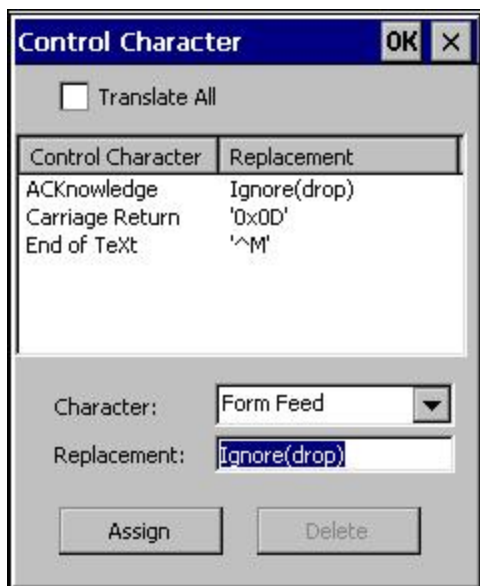 Control Character OK ×
Translate All
Control Character Replacement
ACKnowledge Ignore(drop)
Carriage Return '0x0D'
End of TeXt '^M'
Character: Form Feed
Replacement: Ignore(drop)
Assign Delete